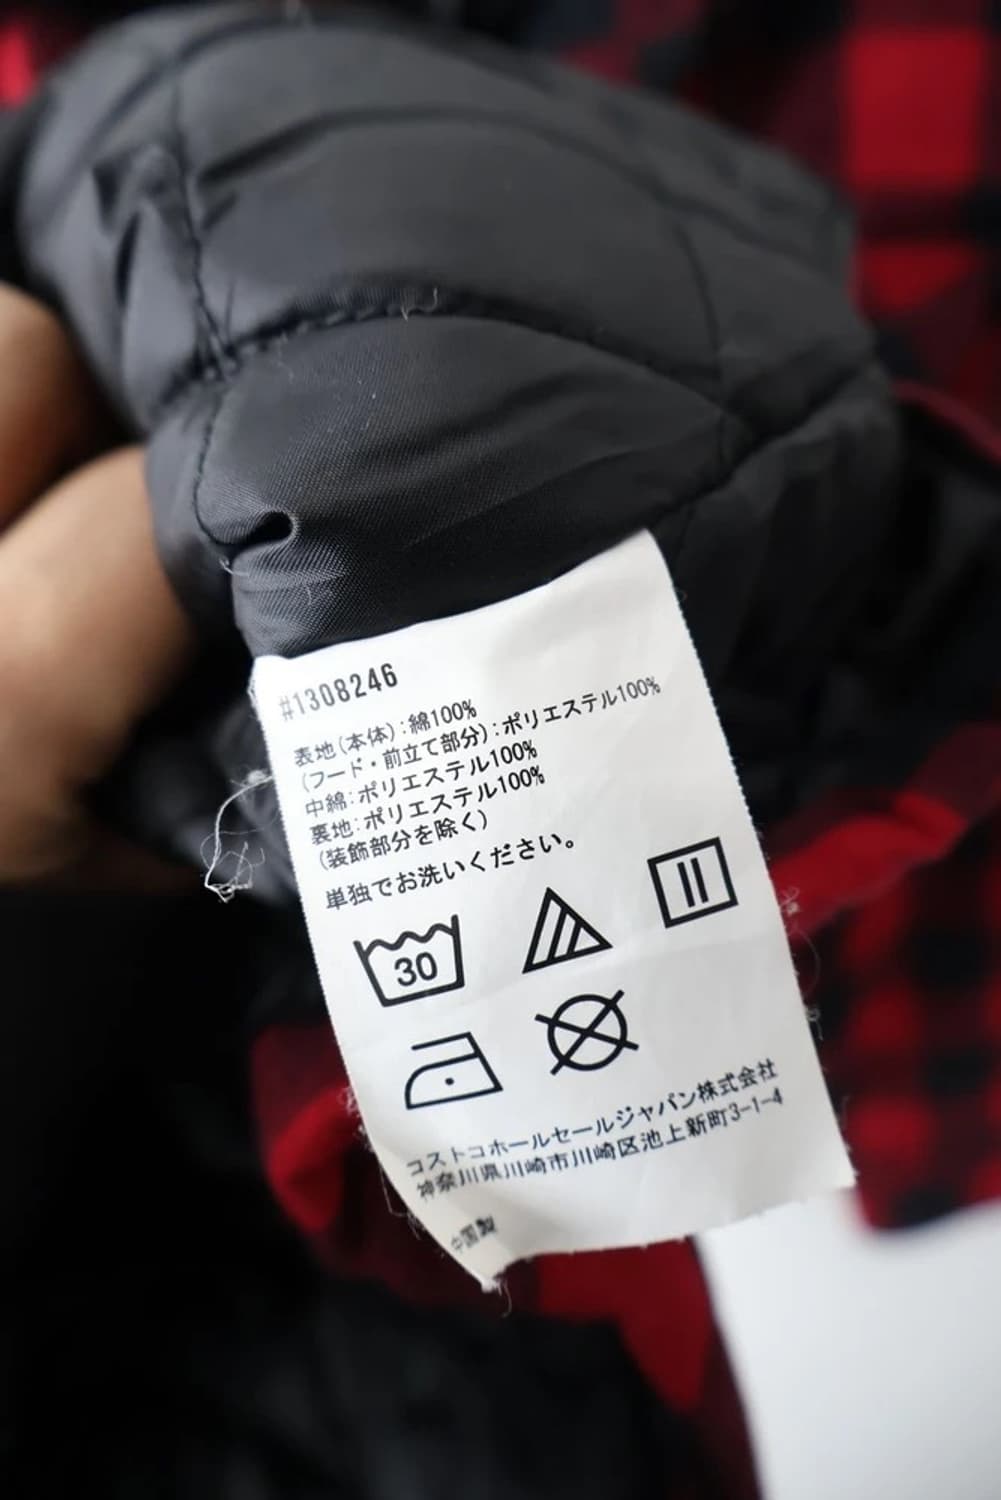 #1308246
表地(本体):綿100%
(フード・前立て部分):ポリエステル100%
中綿:ポリエステル100%
裏地:ポリエステル100%
(装飾部分を除く)
単独でお洗いください。
30
コストコホールセールジャパン株式会社
神奈川県川崎市川崎区池上新町3-1-4
中国製